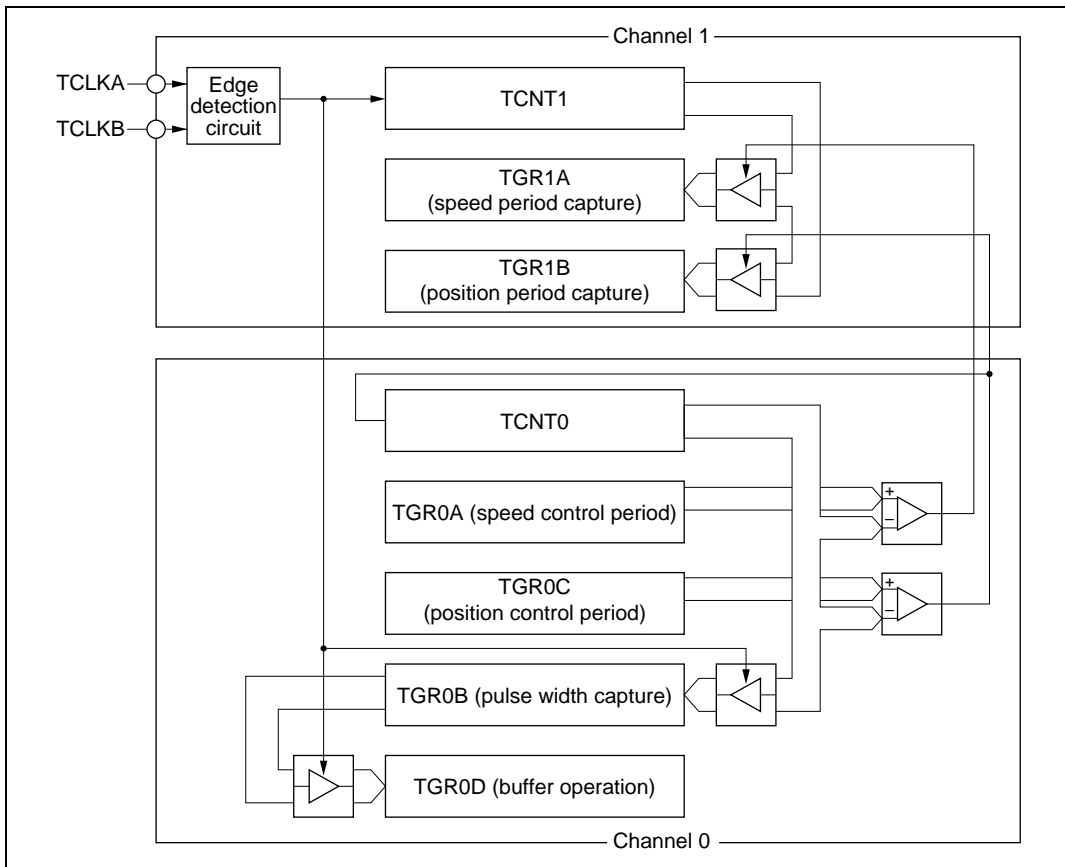 Channel 1
TCLKA
TCLKB
Edge
detection
circuit
TCNT1
TGR1A
(speed period capture)
TGR1B
(position period capture)
TCNT0
TGR0A (speed control period)
+
−
TGR0C
(position control period)
+
−
TGR0B (pulse width capture)
TGR0D (buffer operation)
Channel 0